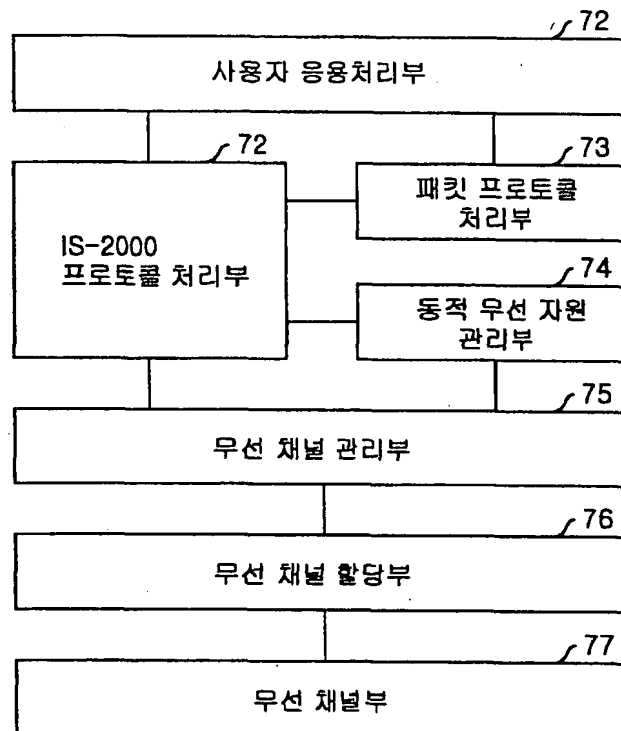 72
사용자 응용처리부
72
73
IS-2000
프로토콜 처리부
패킷 프로토콜
처리부
74
동적 무선 자원
관리부
75
무선 채널 관리부
76
무선 채널 할당부
77
무선 채널부